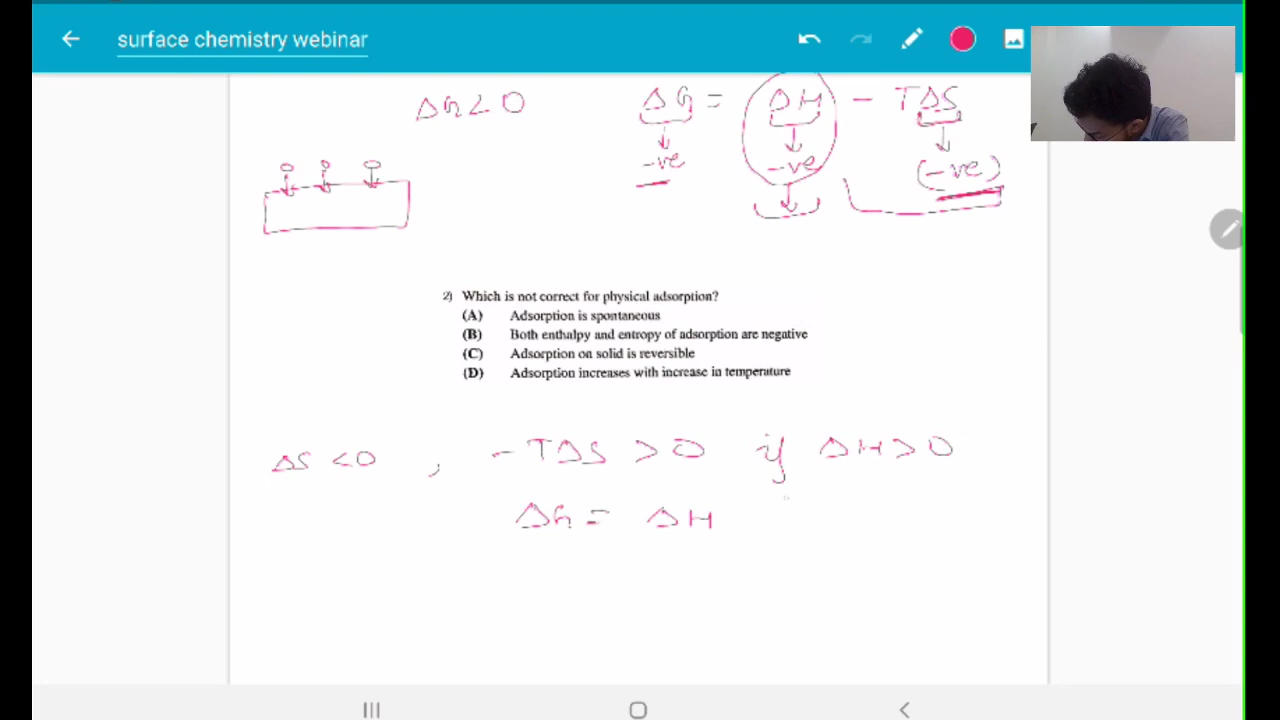 surface chemistry webinar
ΔG < 0 ΔG = ΔH - TΔS
-ve -ve (-ve)
2) Which is not correct for physical adsorption?
(A) Adsorption is spontaneous
(B) Both enthalpy and entropy of adsorption are negative
(C) Adsorption on solid is reversible
(D) Adsorption increases with increase in temperature
ΔS < 0 , - TΔS > 0 if ΔH > 0
ΔG = ΔH